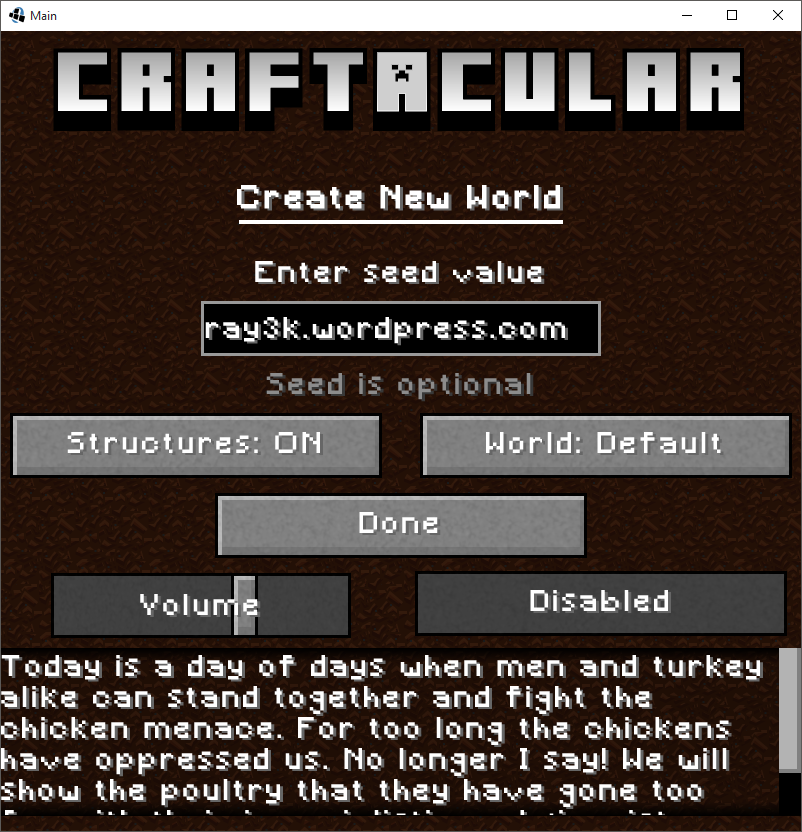 Main
CRAFTACULAR
Create New World
Enter seed value
ray3k.wordpress.com
Seed is optional
Structures: ON
World: Default
Done
Volume
Disabled
Today is a day of days when men and turkey
alike can stand together and fight the
chicken menace. For too long the chickens
have oppressed us. No longer I say! We will
show the poultry that they have gone too